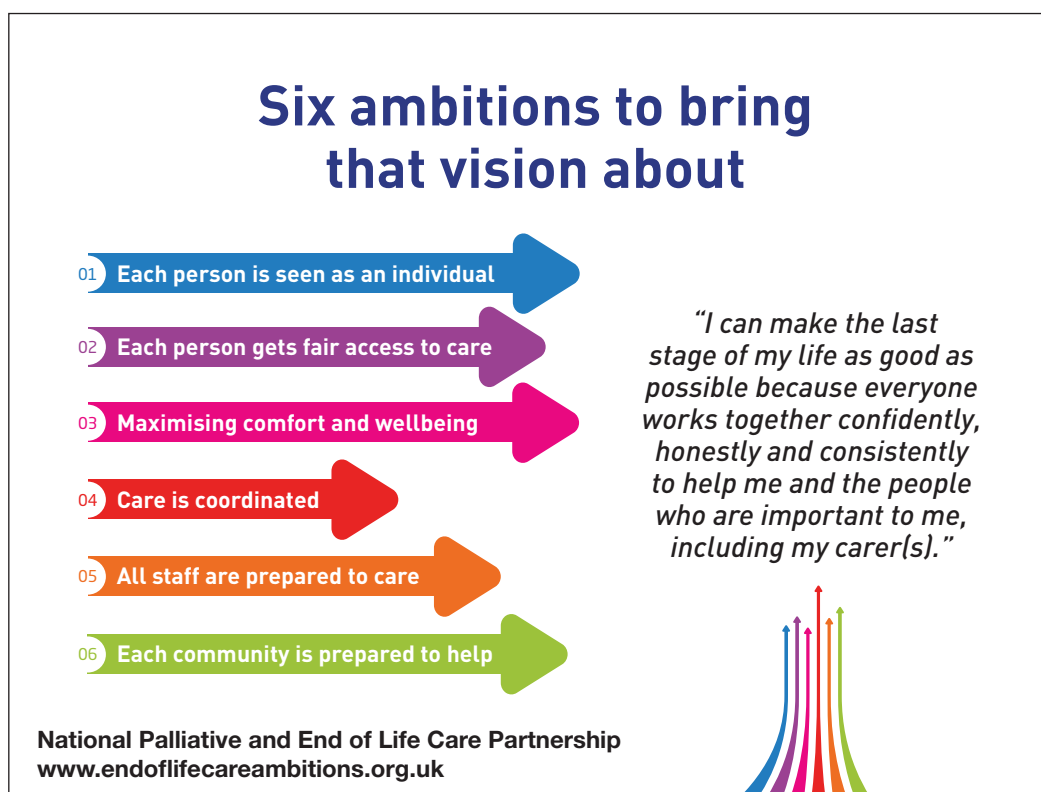 Six ambitions to bring
that vision about
01 Each person is seen as an individual
02 Each person gets fair access to care
03 Maximising comfort and wellbeing
04 Care is coordinated
05 All staff are prepared to care
06 Each community is prepared to help
“I can make the last
stage of my life as good as
possible because everyone
works together confidently,
honestly and consistently
to help me and the people
who are important to me,
including my carer(s).”
National Palliative and End of Life Care Partnership
www.endoflifecareambitions.org.uk